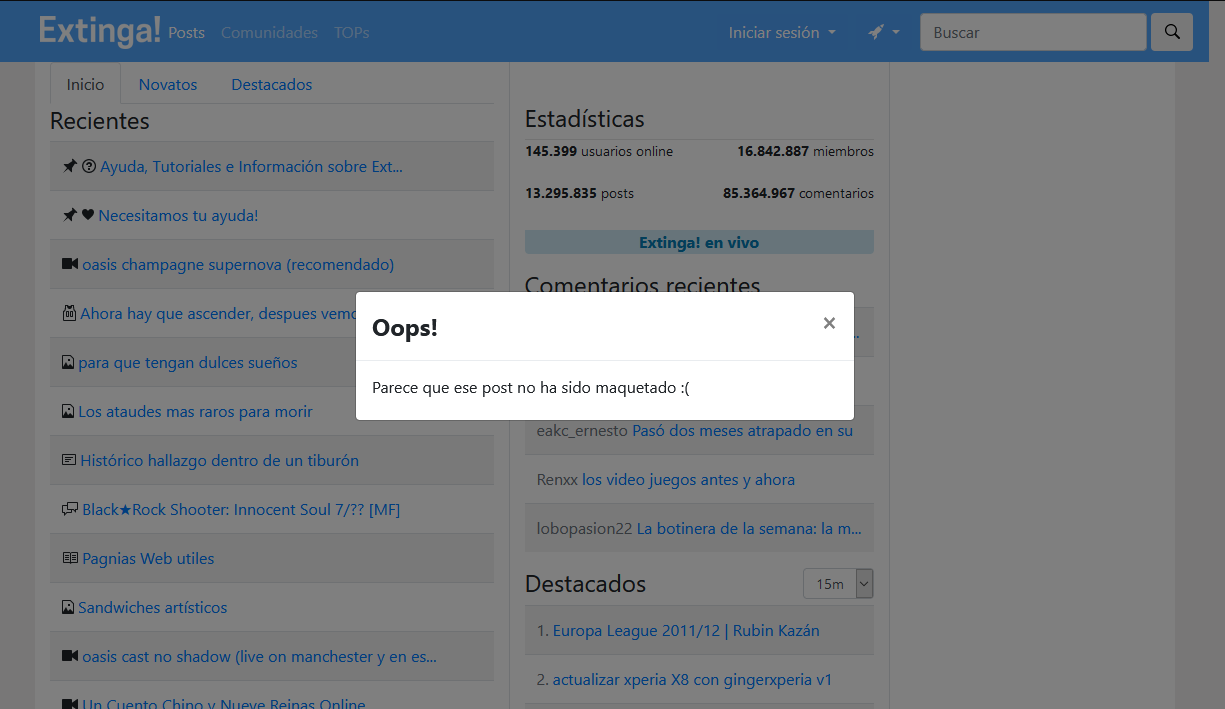 Extinga! Posts Comunidades TOPs Iniciar sesión Buscar
Inicio Novatos Destacados
Recientes
Ayuda, Tutoriales e Información sobre Ext...
Necesitamos tu ayuda!
oasis champagne supernova (recomendado)
Ahora hay que ascender, despues vemo
para que tengan dulces sueños
Los ataudes mas raros para morir
Histórico hallazgo dentro de un tiburón
Black★Rock Shooter: Innocent Soul 7/?? [MF]
Pagnias Web utiles
Sandwiches artísticos
oasis cast no shadow (live on manchester y en es...
Un Cuento Chino y Nueve Reinas Online
Estadísticas
145.399 usuarios online 16.842.887 miembros
13.295.835 posts 85.364.967 comentarios
Extinga! en vivo
Comentarios recientes
..
eakc_ernesto Pasó dos meses atrapado en su
Renxx los video juegos antes y ahora
lobopasion22 La botinera de la semana: la m...
Destacados 15m
1. Europa League 2011/12 | Rubin Kazán
2. actualizar xperia X8 con gingerxperia v1
Oops! ×
Parece que ese post no ha sido maquetado :(